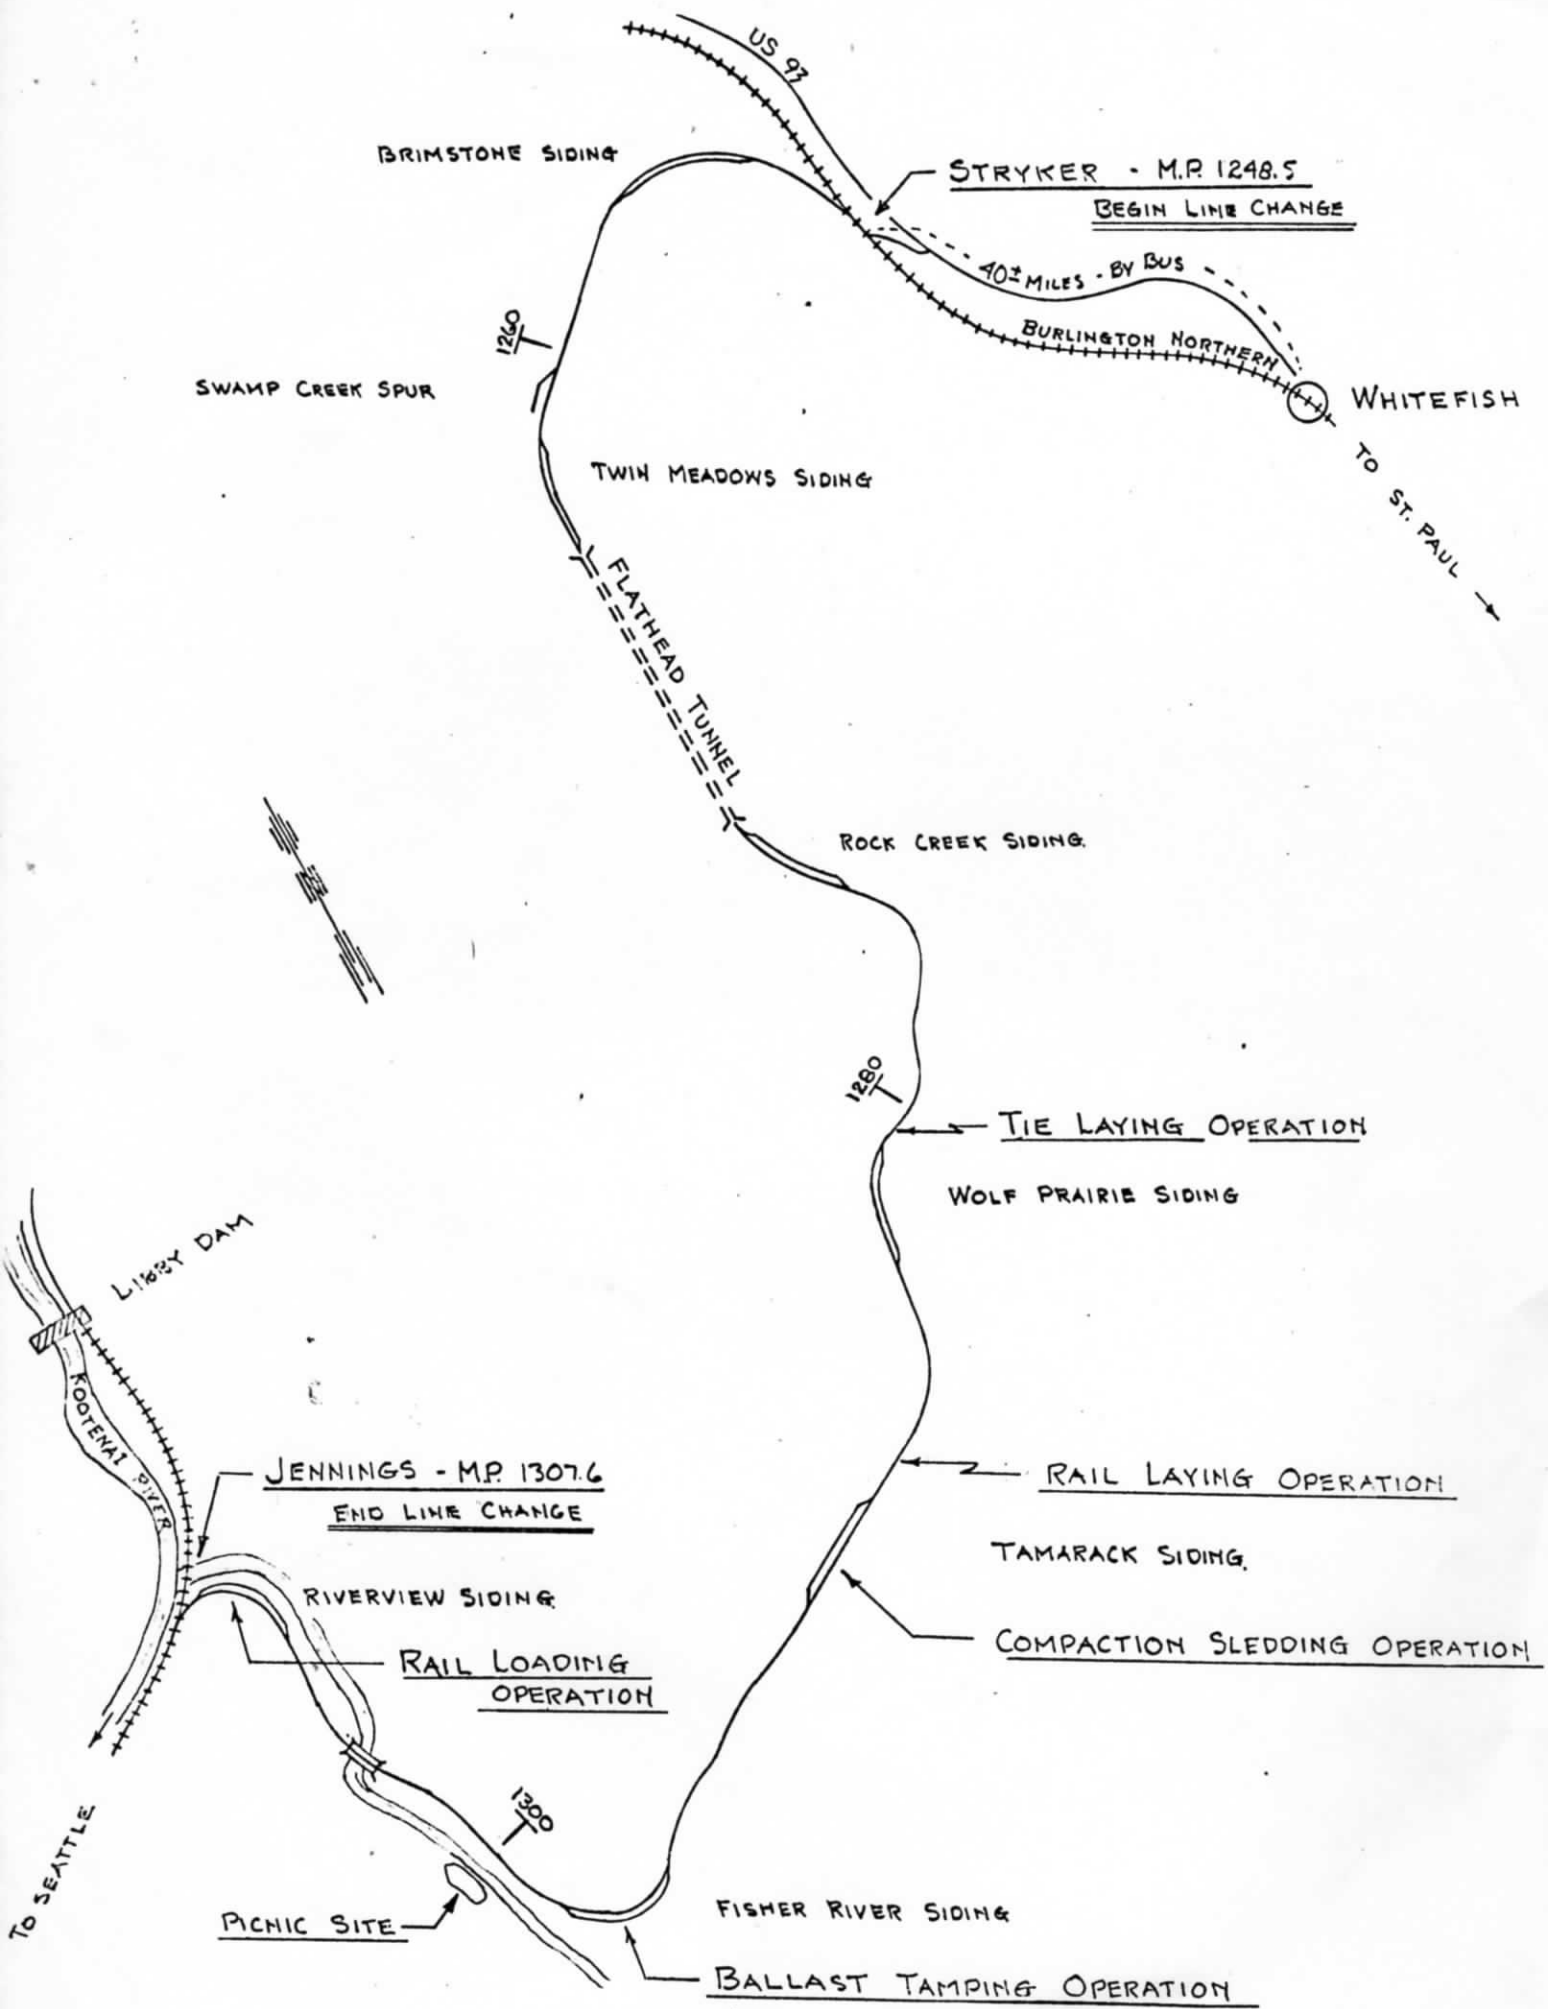 US 93
BRIMSTONE SIDING
STRYKER - M.P. 1248.5
BEGIN LINE CHANGE
40± MILES - BY BUS
BURLINGTON NORTHERN
1260
SWAMP CREEK SPUR
WHITEFISH
TO ST. PAUL
TWIN MEADOWS SIDING
FLATHEAD TUNNEL
ROCK CREEK SIDING.
1280
TIE LAYING OPERATION
WOLF PRAIRIE SIDING
LIBBY DAM
KOOTENAI RIVER
JENNINGS - M.P. 1307.6
END LINE CHANGE
RAIL LAYING OPERATION
TAMARACK SIDING.
RIVERVIEW SIDING.
COMPACTION SLEDDING OPERATION
RAIL LOADING
OPERATION
1300
TO SEATTLE
PICNIC SITE
FISHER RIVER SIDING
BALLAST TAMPING OPERATION